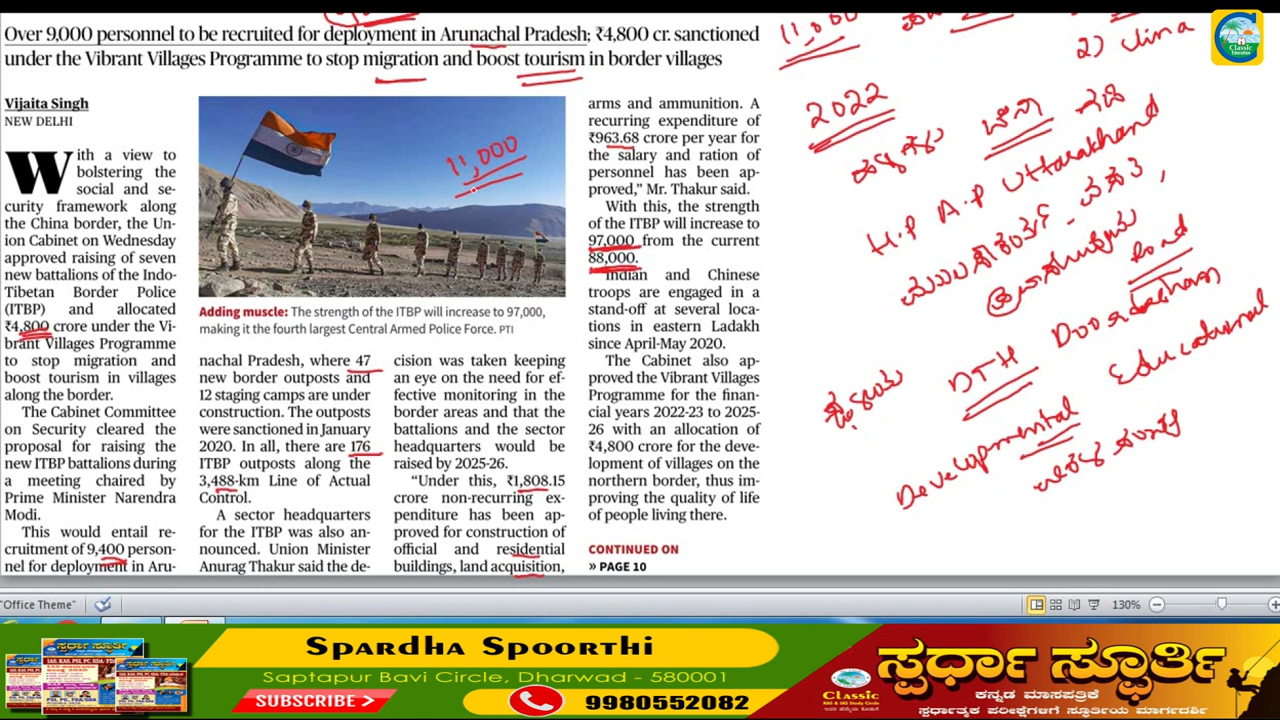 Over 9,000 personnel to be recruited for deployment in Arunachal Pradesh; ₹4,800 cr. sanctioned
under the Vibrant Villages Programme to stop migration and boost tourism in border villages
Vijaita Singh
NEW DELHI
With a view to
bolstering the
social and se-
curity framework along
the China border, the Un-
ion Cabinet on Wednesday
approved raising of seven
new battalions of the Indo-
Tibetan Border Police
(ITBP) and allocated
₹4,800 crore under the Vi-
brant Villages Programme
to stop migration and
boost tourism in villages
along the border.
The Cabinet Committee
on Security cleared the
proposal for raising the
new ITBP battalions during
a meeting chaired by
Prime Minister Narendra
Modi.
This would entail re-
cruitment of 9,400 person-
nel for deployment in Aru-
11,000
Adding muscle: The strength of the ITBP will increase to 97,000,
making it the fourth largest Central Armed Police Force. PTI
nachal Pradesh, where 47
new border outposts and
12 staging camps are under
construction. The outposts
were sanctioned in January
2020. In all, there are 176
ITBP outposts along the
3,488-km Line of Actual
Control.
A sector headquarters
for the ITBP was also an-
nounced. Union Minister
Anurag Thakur said the de-
cision was taken keeping
an eye on the need for ef-
fective monitoring in the
border areas and that the
battalions and the sector
headquarters would be
raised by 2025-26.
"Under this, ₹1,808.15
crore non-recurring ex-
penditure has been ap-
proved for construction of
official and residential
buildings, land acquisition,
arms and ammunition. A
recurring expenditure of
₹963.68 crore per year for
the salary and ration of
personnel has been ap-
proved," Mr. Thakur said.
With this, the strength
of the ITBP will increase to
97,000 from the current
88,000.
Indian and Chinese
troops are engaged in a
stand-off at several loca-
tions in eastern Ladakh
since April-May 2020.
The Cabinet also ap-
proved the Vibrant Villages
Programme for the finan-
cial years 2022-23 to 2025-
26 with an allocation of
₹4,800 crore for the deve-
lopment of villages on the
northern border, thus im-
proving the quality of life
of people living there.
CONTINUED ON
» PAGE 10
11,000
2022
H.P A.P Uttarakhand
Road
DTH Doordarshan
Developmental Educational
Classic
Education
"Office Theme"
130%
Spardha Spoorthi
Saptapur Bavi Circle, Dharwad - 580001
SUBSCRIBE
9980552082
ಸ್ಪರ್ಧಾ ಸ್ಫೂರ್ತಿ
ಕನ್ನಡ ಮಾಸಪತ್ರಿಕೆ
ಸ್ಪರ್ಧಾತ್ಮಕ ಪರೀಕ್ಷೆಗಳಿಗೆ ಸ್ಫೂರ್ತಿಯ ಮಾರ್ಗದರ್ಶಿ
Classic
KAS & IAS Study Circle